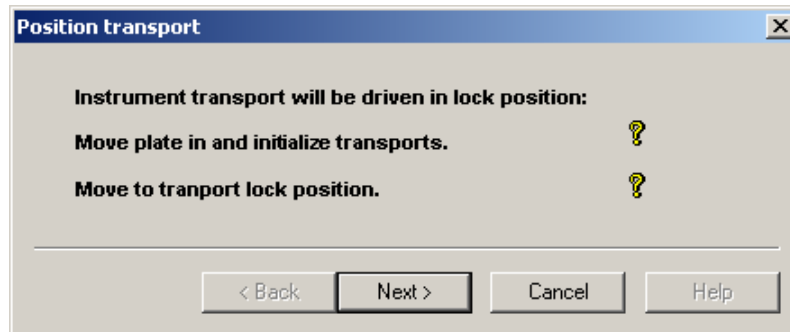 Position transport
Instrument transport will be driven in lock position:
Move plate in and initialize transports.
Move to tranport lock position.
< Back Next > Cancel Help